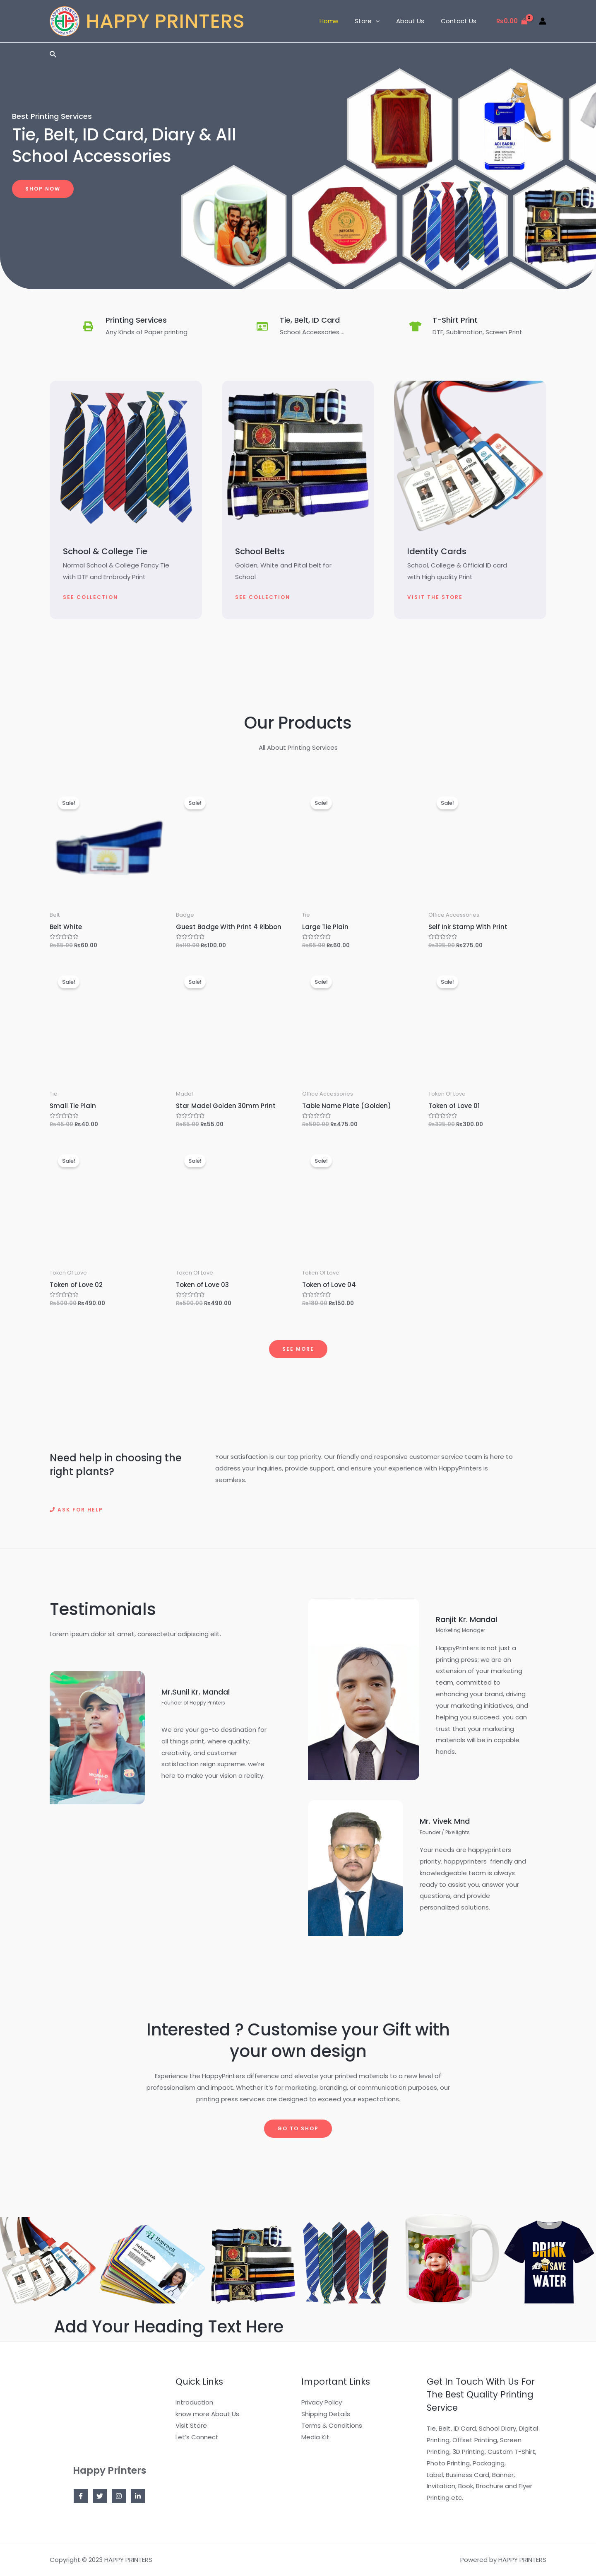 HAPPY PRINTERS
Home
Store
About Us
Contact Us
₨0.00
0
Best Printing Services
Tie, Belt, ID Card, Diary & All
School Accessories
SHOP NOW
Printing Services
Any Kinds of Paper printing
Tie, Belt, ID Card
School Accessories....
T-Shirt Print
DTF, Sublimation, Screen Print
School & College Tie
Normal School & College Fancy Tie
with DTF and Embrody Print
SEE COLLECTION
School Belts
Golden, White and Pital belt for
School
SEE COLLECTION
Identity Cards
School, College & Official ID card
with High quality Print
VISIT THE STORE
Our Products
All About Printing Services
Sale!
Belt
Belt White
₨65.00 ₨60.00
Sale!
Badge
Guest Badge With Print 4 Ribbon
₨110.00 ₨100.00
Sale!
Tie
Large Tie Plain
₨65.00 ₨60.00
Sale!
Office Accessories
Self Ink Stamp With Print
₨325.00 ₨275.00
Sale!
Tie
Small Tie Plain
₨45.00 ₨40.00
Sale!
Madel
Star Madel Golden 30mm Print
₨65.00 ₨55.00
Sale!
Office Accessories
Table Name Plate (Golden)
₨500.00 ₨475.00
Sale!
Token Of Love
Token of Love 01
₨325.00 ₨300.00
Sale!
Token Of Love
Token of Love 02
₨500.00 ₨490.00
Sale!
Token Of Love
Token of Love 03
₨500.00 ₨490.00
Sale!
Token Of Love
Token of Love 04
₨180.00 ₨150.00
SEE MORE
Need help in choosing the
right plants?
Your satisfaction is our top priority. Our friendly and responsive customer service team is here to
address your inquiries, provide support, and ensure your experience with HappyPrinters is
seamless.
ASK FOR HELP
Testimonials
Lorem ipsum dolor sit amet, consectetur adipiscing elit.
Mr.Sunil Kr. Mandal
Founder of Happy Printers
We are your go-to destination for
all things print, where quality,
creativity, and customer
satisfaction reign supreme. we're
here to make your vision a reality.
Ranjit Kr. Mandal
Marketing Manager
HappyPrinters is not just a
printing press; we are an
extension of your marketing
team, committed to
enhancing your brand, driving
your marketing initiatives, and
helping you succeed. you can
trust that your marketing
materials will be in capable
hands.
Mr. Vivek Mnd
Founder / Pixelights
Your needs are happyprinters
priority. happyprinters friendly and
knowledgeable team is always
ready to assist you, answer your
questions, and provide
personalized solutions.
Interested ? Customise your Gift with
your own design
Experience the HappyPrinters difference and elevate your printed materials to a new level of
professionalism and impact. Whether it's for marketing, branding, or communication purposes, our
printing press services are designed to exceed your expectations.
GO TO SHOP
DRINK
SAVE
WATER
Add Your Heading Text Here
Happy Printers
Quick Links
Introduction
know more About Us
Visit Store
Let's Connect
Important Links
Privacy Policy
Shipping Details
Terms & Conditions
Media Kit
Get In Touch With Us For
The Best Quality Printing
Service
Tie, Belt, ID Card, School Diary, Digital
Printing, Offset Printing, Screen
Printing, 3D Printing, Custom T-Shirt,
Photo Printing, Packaging,
Label, Business Card, Banner,
Invitation, Book, Brochure and Flyer
Printing etc.
Copyright © 2023 HAPPY PRINTERS
Powered by HAPPY PRINTERS